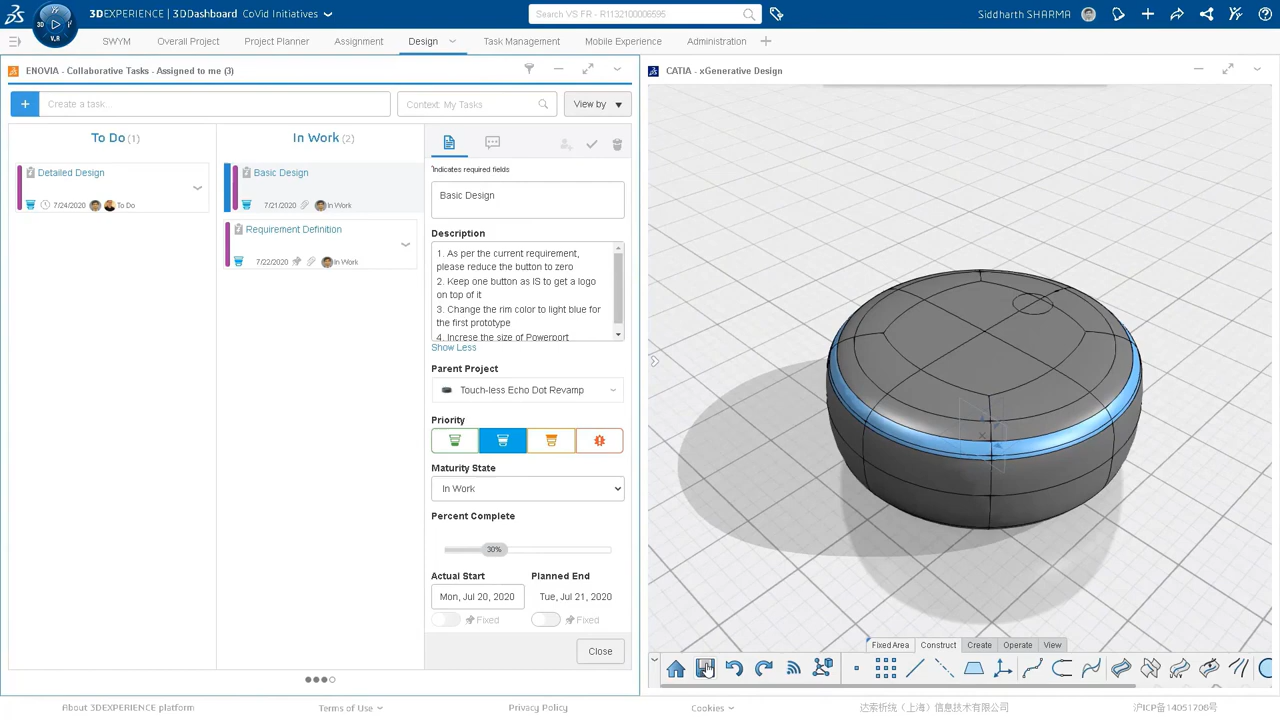 3DEXPERIENCE | 3DDashboard CoVid Initiatives
3D
V.R
Search VS FR - R1132100006595
Siddharth SHARMA
SWYM
Overall Project
Project Planner
Assignment
Design
Task Management
Mobile Experience
Administration
ENOVIA - Collaborative Tasks - Assigned to me (3)
Create a task...
Context: My Tasks
View by
To Do (1)
In Work (2)
Detailed Design
7/24/2020
To Do
Basic Design
7/21/2020
In Work
Requirement Definition
7/22/2020
In Work
*Indicates required fields
Basic Design
Description
1. As per the current requirement,
please reduce the button to zero
2. Keep one button as IS to get a logo
on top of it
3. Change the rim color to light blue for
the first prototype
4. Increse the size of Powerport
Show Less
Parent Project
Touch-less Echo Dot Revamp
Priority
Maturity State
In Work
Percent Complete
30%
Actual Start
Planned End
Mon, Jul 20, 2020
Tue, Jul 21, 2020
Fixed
Fixed
Close
CATIA - xGenerative Design
Fixed Area
Construct
Create
Operate
View
About 3DEXPERIENCE platform
Terms of Use
Privacy Policy
Cookies
达索析统（上海）信息技术有限公司
沪ICP备14051706号